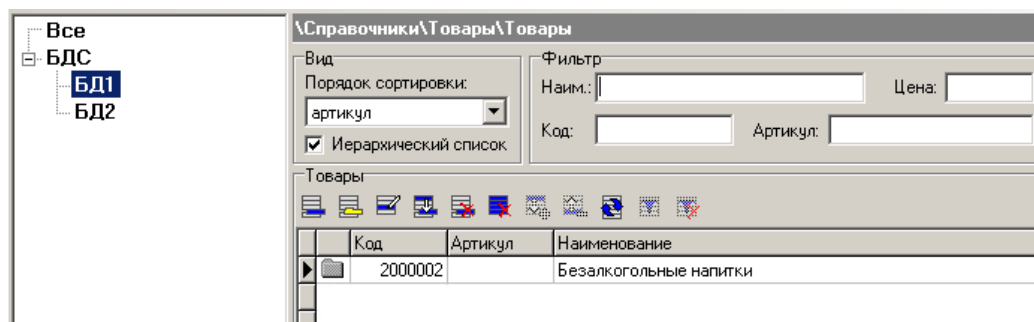 Все
БДС
БД1
БД2
\Справочники\Товары\Товары
Вид
Порядок сортировки:
артикул
Иерархический список
Фильтр
Наим.:
Цена:
Код:
Артикул:
Товары
Код Артикул Наименование
2000002 Безалкогольные напитки